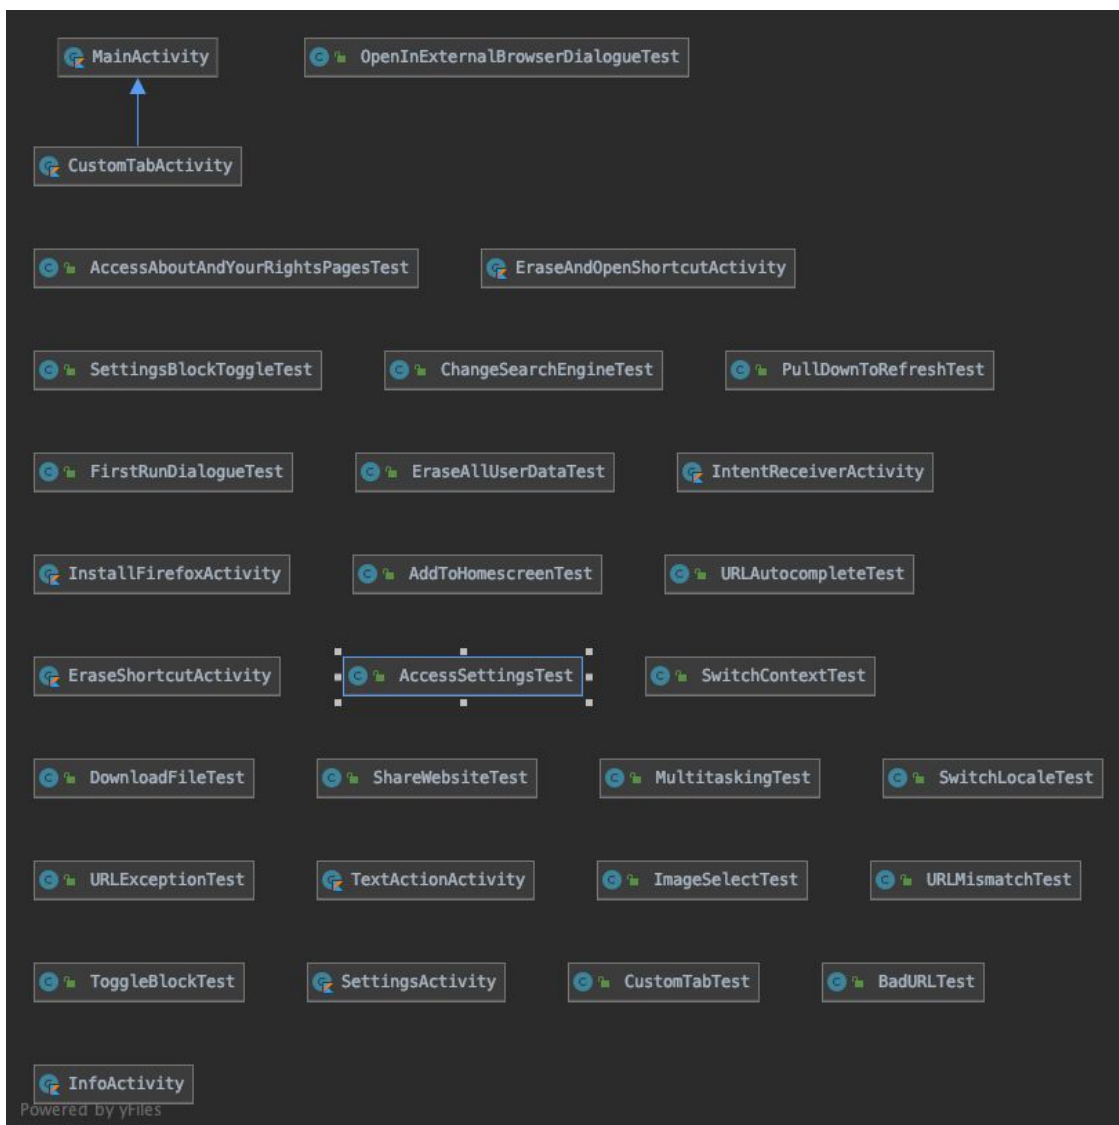 MainActivity OpenInExternalBrowserDialogueTest
CustomTabActivity
AccessAboutAndYourRightsPagesTest EraseAndOpenShortcutActivity
SettingsBlockToggleTest ChangeSearchEngineTest PullDownToRefreshTest
FirstRunDialogueTest EraseAllUserDataTest IntentReceiverActivity
InstallFirefoxActivity AddToHomescreenTest URLAutocompleteTest
EraseShortcutActivity AccessSettingsTest SwitchContextTest
DownloadFileTest ShareWebsiteTest MultitaskingTest SwitchLocaleTest
URLExceptionTest TextActionActivity ImageSelectTest URLMismatchTest
ToggleBlockTest SettingsActivity CustomTabTest BadURLTest
InfoActivity
Powered by yFiles